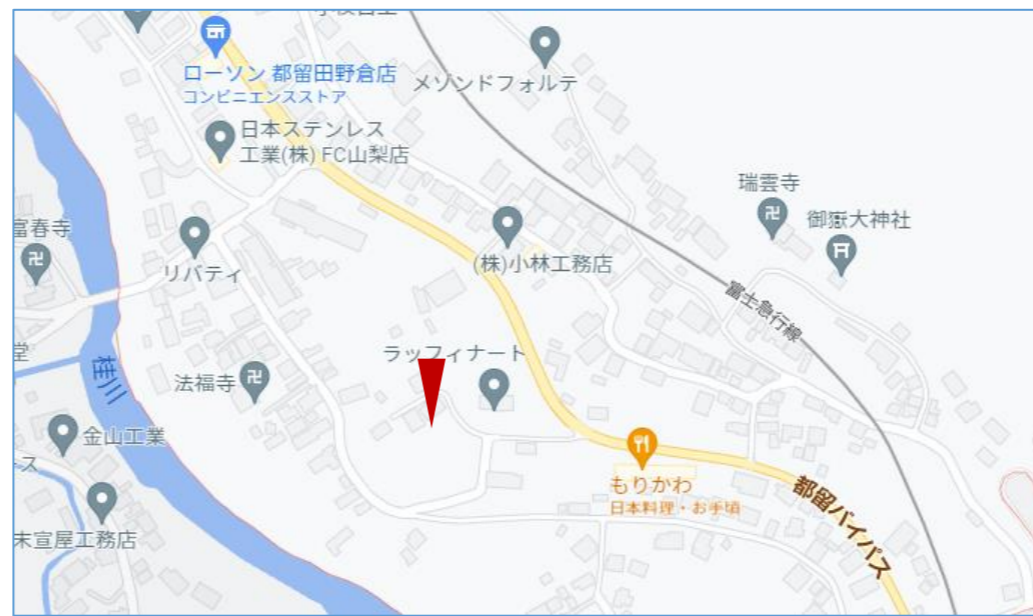 ローソン 都留田野倉店
コンビニエンスストア
メゾンドフォルテ
日本ステンレス
工業(株) FC山梨店
瑞雲寺
御嶽大神社
富春寺
リバティ
(株)小林工務店
富士急行線
堂
桂川
ラッフィナート
法福寺
金山工業
ース
もりかわ
日本料理・お手頃
都留バイパス
末宣屋工務店